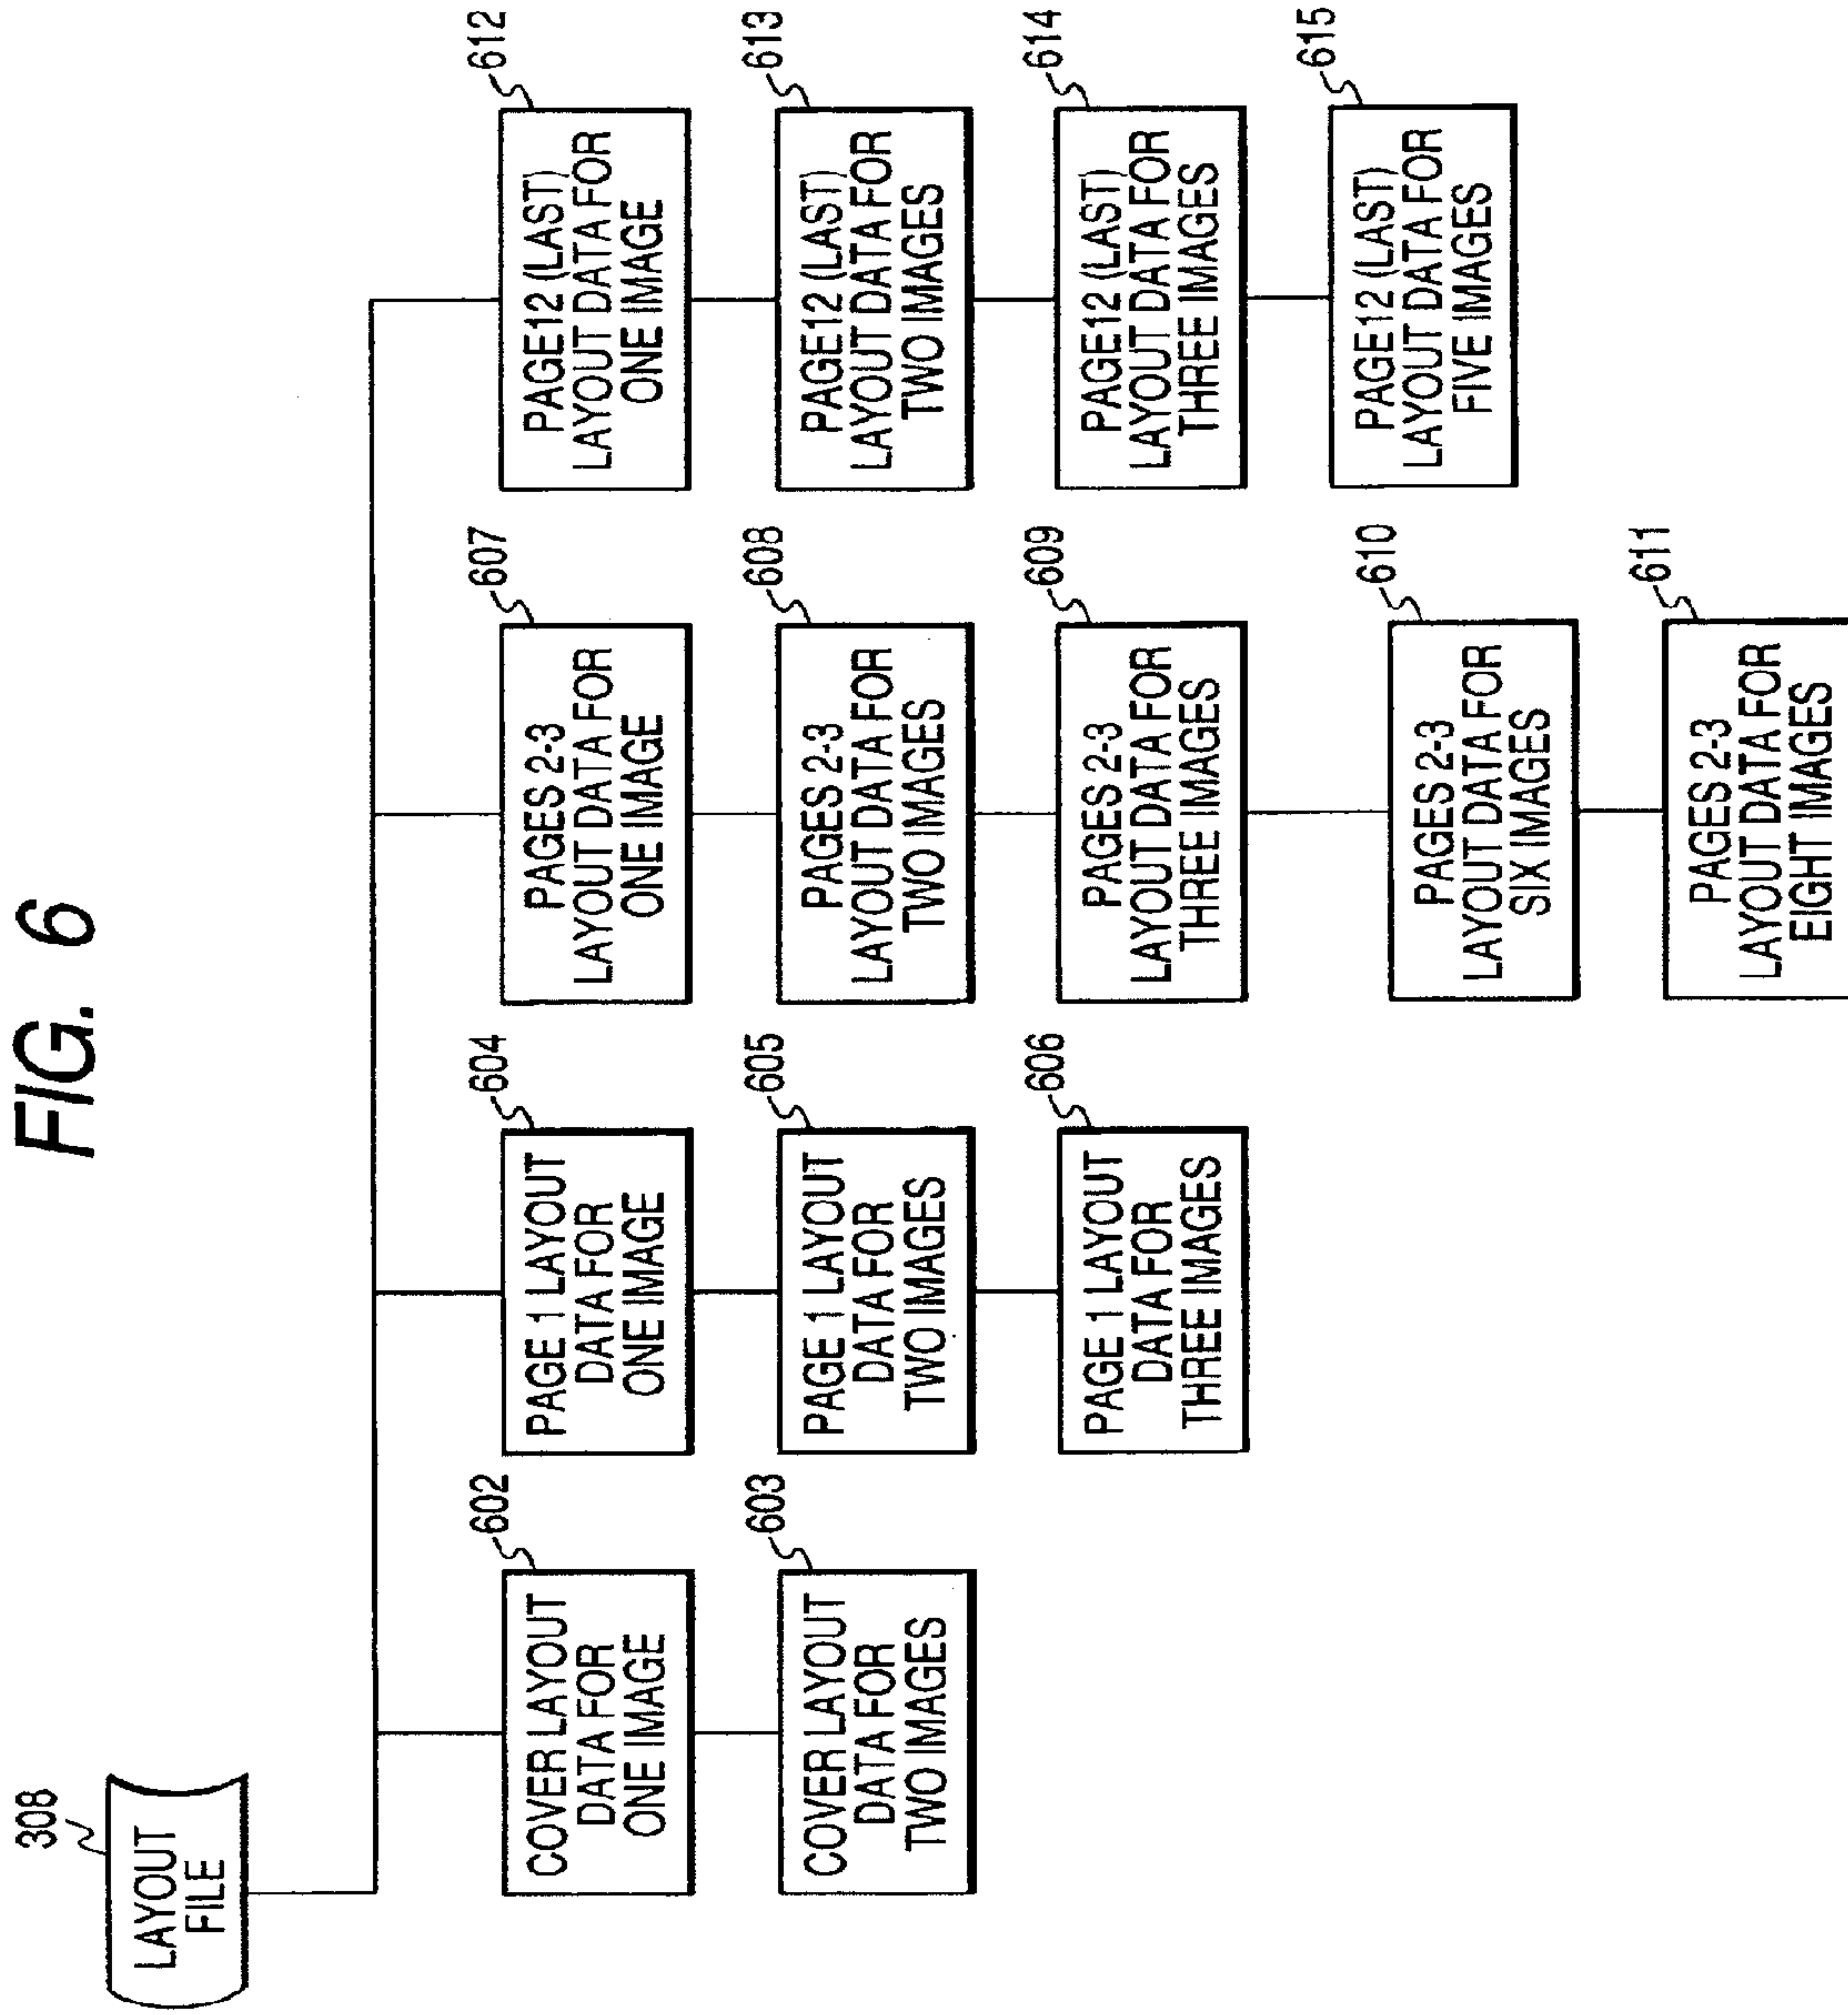 FIG. 6
308
LAYOUT
FILE
602
COVER LAYOUT
DATA FOR
ONE IMAGE
603
COVER LAYOUT
DATA FOR
TWO IMAGES
604
PAGE 1 LAYOUT
DATA FOR
ONE IMAGE
605
PAGE 1 LAYOUT
DATA FOR
TWO IMAGES
606
PAGE 1 LAYOUT
DATA FOR
THREE IMAGES
607
PAGES 2-3
LAYOUT DATA FOR
ONE IMAGE
608
PAGES 2-3
LAYOUT DATA FOR
TWO IMAGES
609
PAGES 2-3
LAYOUT DATA FOR
THREE IMAGES
610
PAGES 2-3
LAYOUT DATA FOR
SIX IMAGES
611
PAGES 2-3
LAYOUT DATA FOR
EIGHT IMAGES
612
PAGE12 (LAST)
LAYOUT DATA FOR
ONE IMAGE
613
PAGE12 (LAST)
LAYOUT DATA FOR
TWO IMAGES
614
PAGE12 (LAST)
LAYOUT DATA FOR
THREE IMAGES
615
PAGE12 (LAST)
LAYOUT DATA FOR
FIVE IMAGES